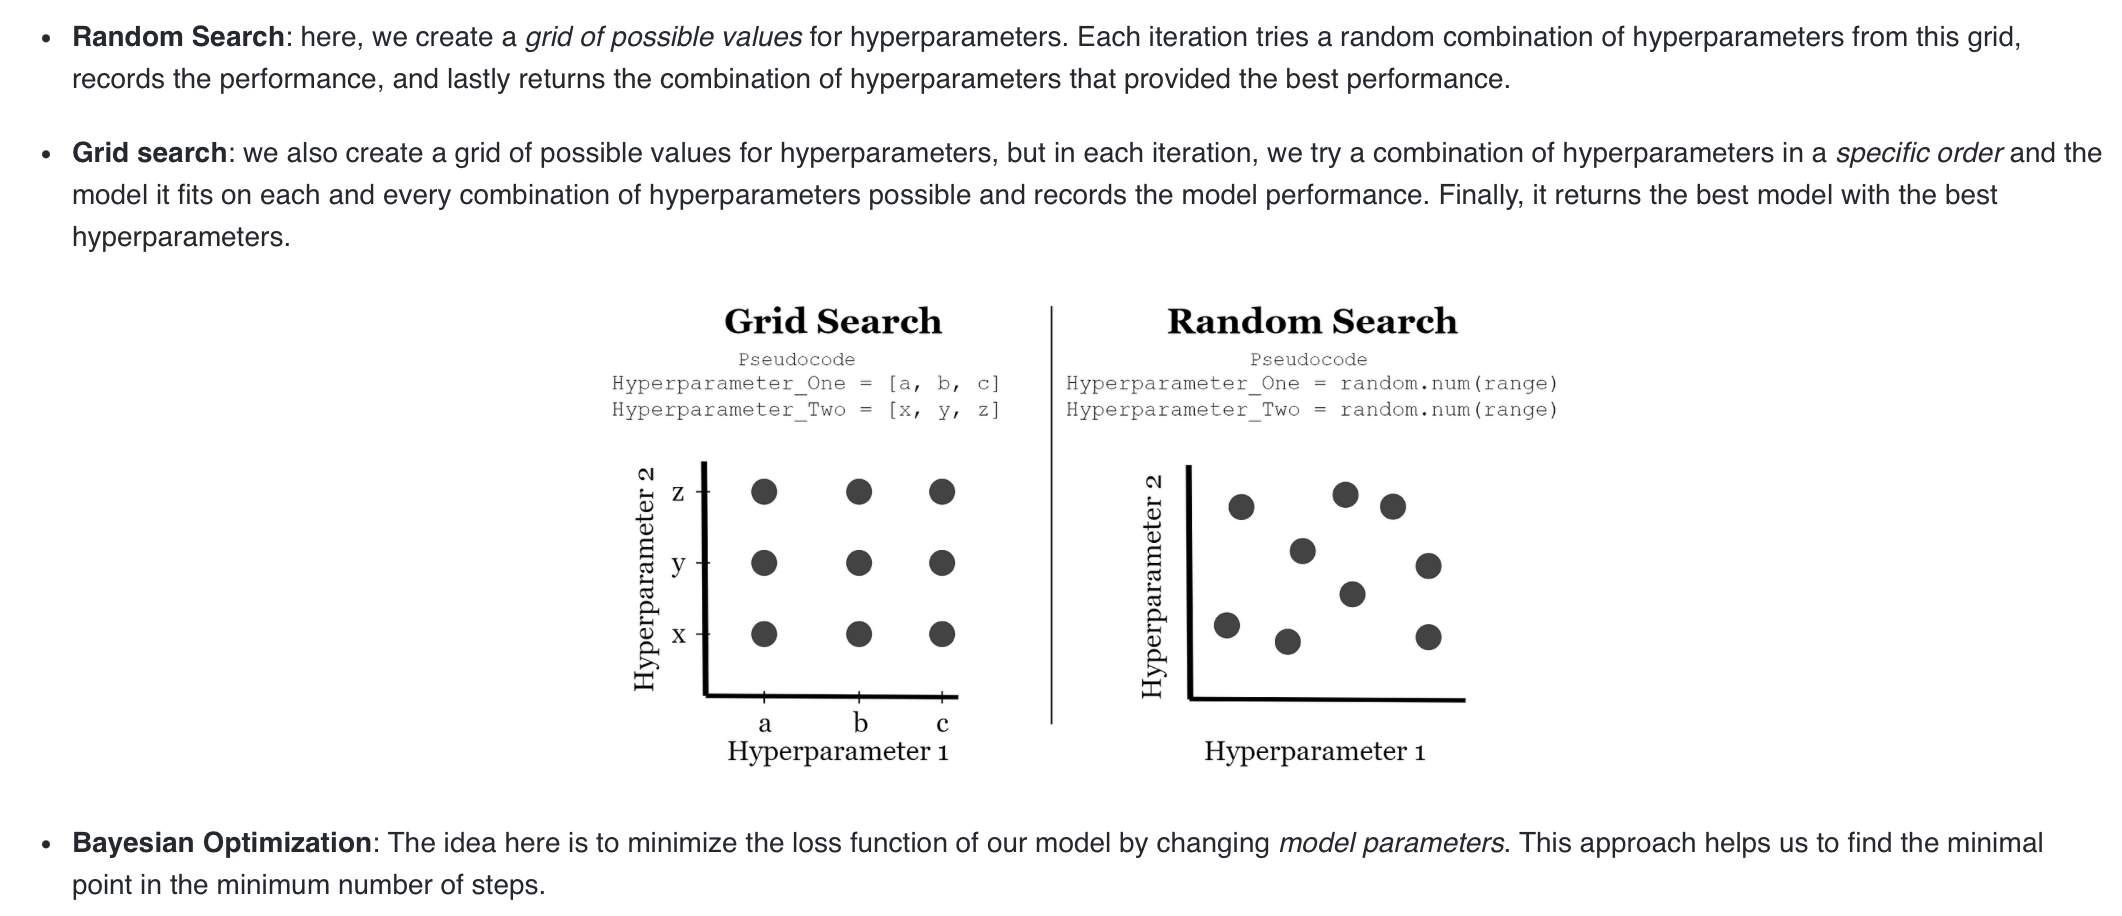 • Random Search: here, we create a grid of possible values for hyperparameters. Each iteration tries a random combination of hyperparameters from this grid,
records the performance, and lastly returns the combination of hyperparameters that provided the best performance.
• Grid search: we also create a grid of possible values for hyperparameters, but in each iteration, we try a combination of hyperparameters in a specific order and the
model it fits on each and every combination of hyperparameters possible and records the model performance. Finally, it returns the best model with the best
hyperparameters.
Grid Search
Pseudocode
Hyperparameter_One = [a, b, c]
Hyperparameter_Two = [x, y, z]
Hyperparameter 2
z
y
x
a b c
Hyperparameter 1
Random Search
Pseudocode
Hyperparameter_One = random.num(range)
Hyperparameter_Two = random.num(range)
Hyperparameter 2
Hyperparameter 1
• Bayesian Optimization: The idea here is to minimize the loss function of our model by changing model parameters. This approach helps us to find the minimal
point in the minimum number of steps.